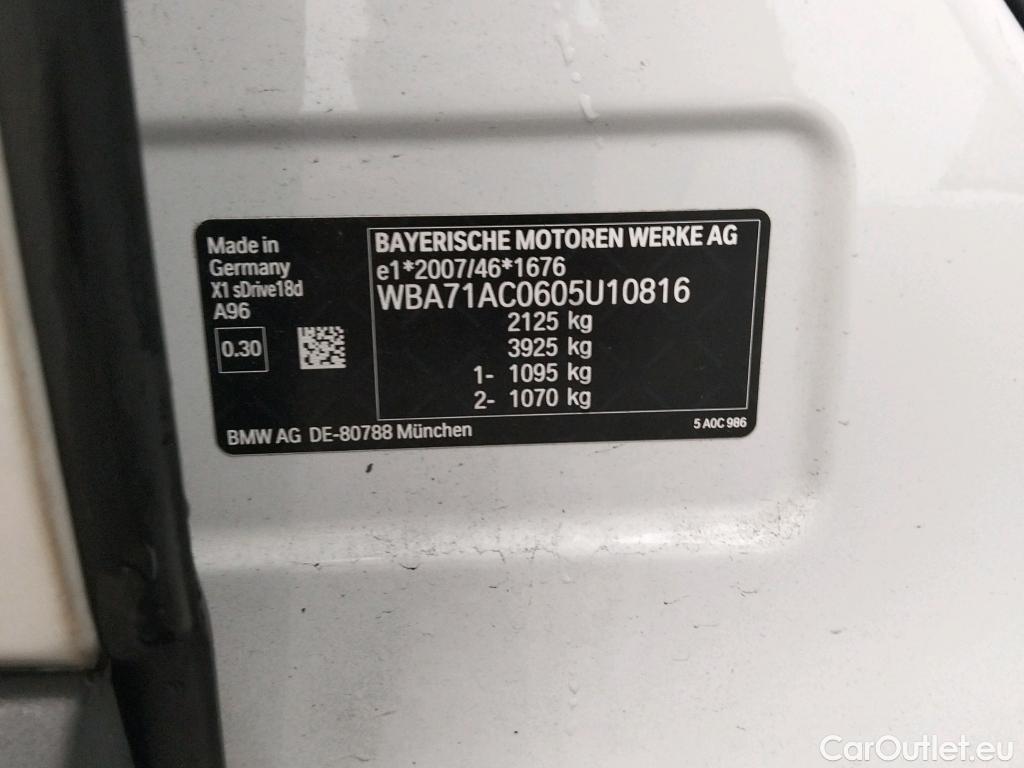 Made in
Germany
X1 sDrive18d
A96
0.30
BAYERISCHE MOTOREN WERKE AG
e1*2007/46*1676
WBA71AC0605U10816
2125 kg
3925 kg
1- 1095 kg
2- 1070 kg
BMW AG DE-80788 München
5 A0C 986
CarOutlet.eu